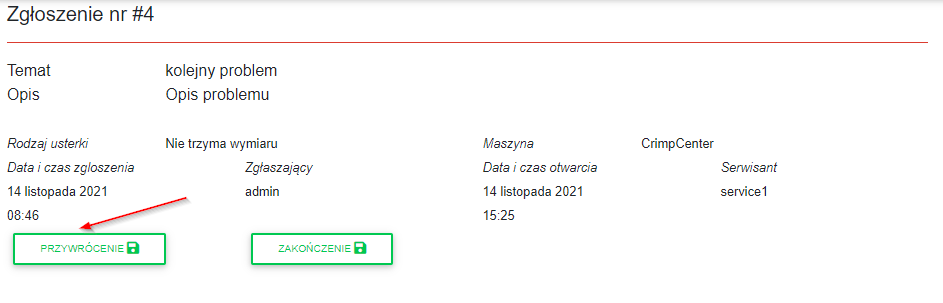 Zgłoszenie nr #4
Temat kolejny problem
Opis Opis problemu
Rodzaj usterki Nie trzyma wymiaru Maszyna CrimpCenter
Data i czas zgloszenia Zgłaszający Data i czas otwarcia Serwisant
14 listopada 2021 admin 14 listopada 2021 service1
08:46 15:25
PRZYWRÓCENIE ZAKOŃCZENIE